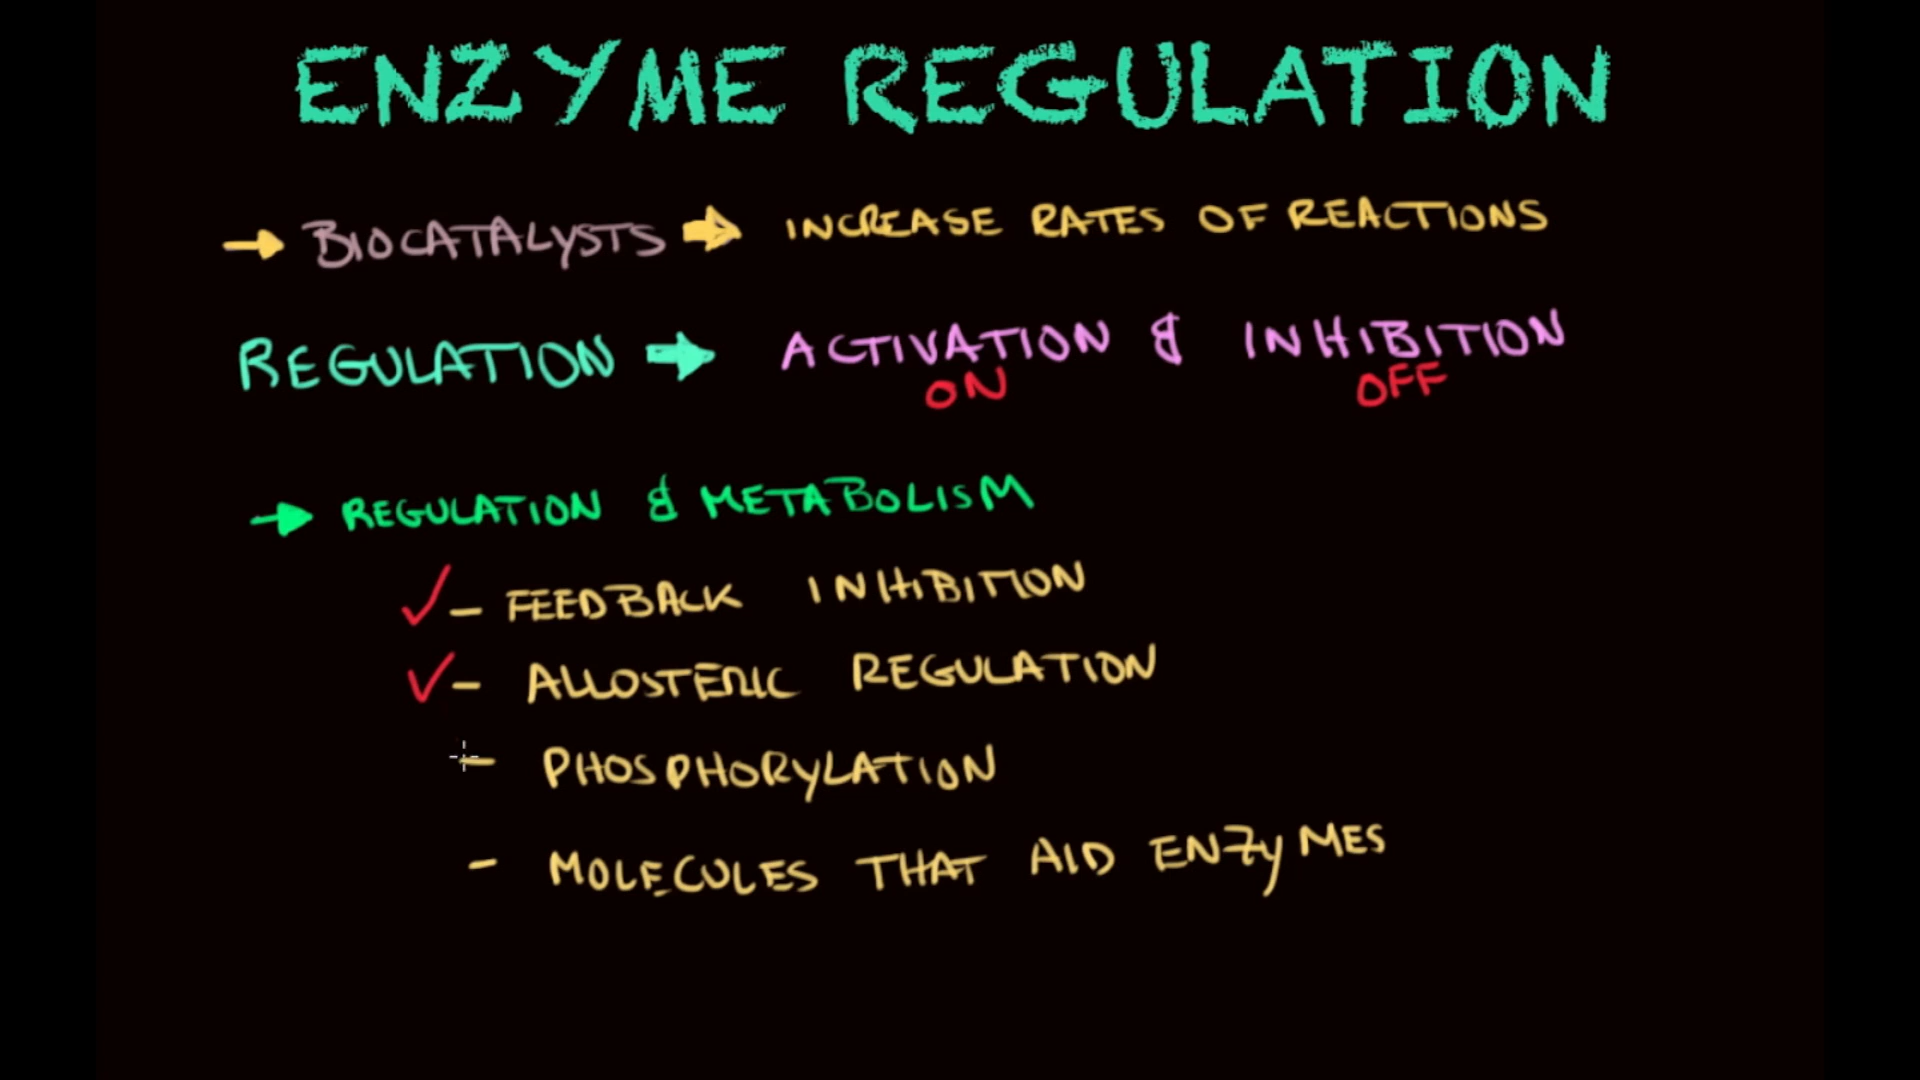 ENZYME REGULATION
→ BIOCATALYSTS → INCREASE RATES OF REACTIONS
REGULATION → ACTIVATION & INHIBITION
ON OFF
→ REGULATION & METABOLISM
✓ - FEEDBACK INHIBITION
✓ - ALLOSTERIC REGULATION
- PHOSPHORYLATION
- MOLECULES THAT AID ENZYMES